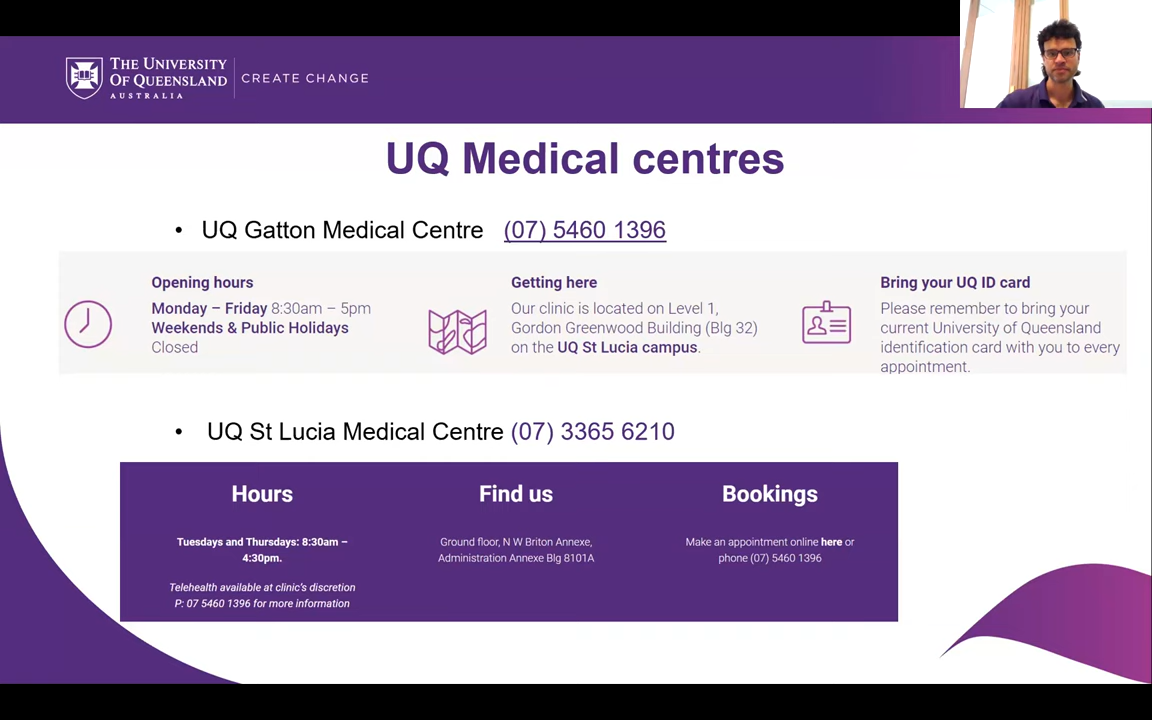 THE UNIVERSITY
OF QUEENSLAND
AUSTRALIA
CREATE CHANGE
UQ Medical centres
• UQ Gatton Medical Centre (07) 5460 1396
Opening hours
Monday – Friday 8:30am – 5pm
Weekends & Public Holidays
Closed
Getting here
Our clinic is located on Level 1,
Gordon Greenwood Building (Blg 32)
on the UQ St Lucia campus.
Bring your UQ ID card
Please remember to bring your
current University of Queensland
identification card with you to every
appointment.
• UQ St Lucia Medical Centre (07) 3365 6210
Hours
Tuesdays and Thursdays: 8:30am –
4:30pm.
Telehealth available at clinic's discretion
P: 07 5460 1396 for more information
Find us
Ground floor, N W Briton Annexe,
Administration Annexe Blg 8101A
Bookings
Make an appointment online here or
phone (07) 5460 1396